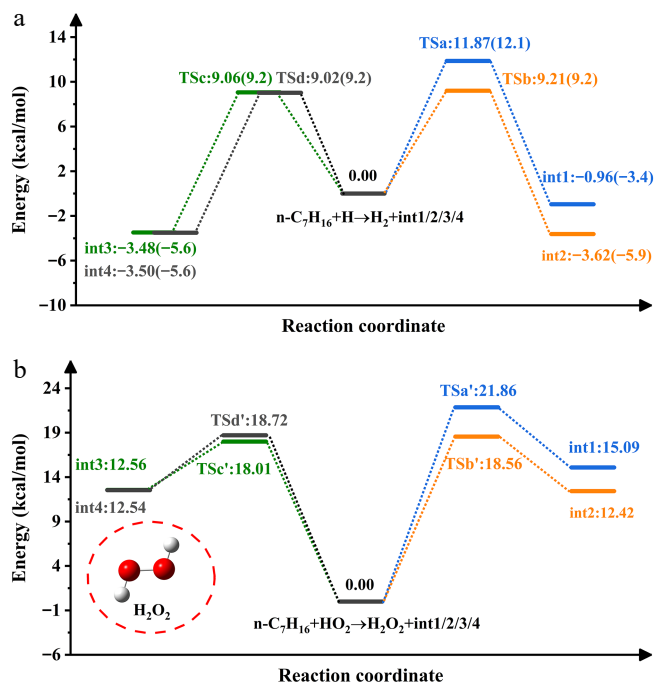 a
Energy (kcal/mol)
14
10
6
2
−2
−6
−10
TSc:9.06(9.2)
TSd:9.02(9.2)
TSa:11.87(12.1)
TSb:9.21(9.2)
0.00
n-C₇H₁₆+H→H₂+int1/2/3/4
int1:−0.96(−3.4)
int3:−3.48(−5.6)
int4:−3.50(−5.6)
int2:−3.62(−5.9)
Reaction coordinate
b
Energy (kcal/mol)
24
19
14
9
4
-1
-6
TSd':18.72
TSc':18.01
TSa':21.86
TSb':18.56
int3:12.56
int4:12.54
int1:15.09
int2:12.42
H₂O₂
0.00
n-C₇H₁₆+HO₂→H₂O₂+int1/2/3/4
Reaction coordinate